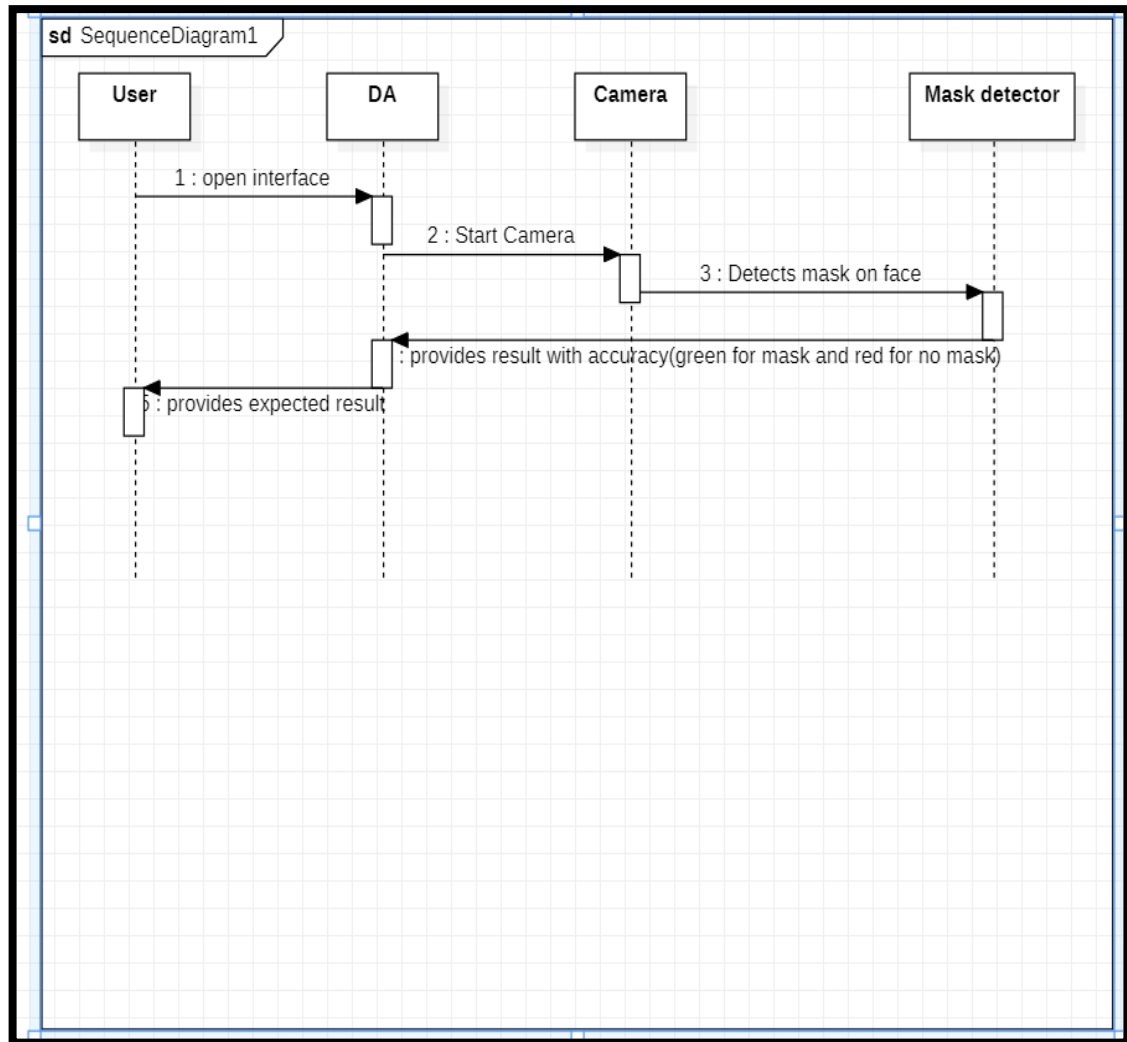 sd SequenceDiagram1
User
DA
Camera
Mask detector
1 : open interface
2 : Start Camera
3 : Detects mask on face
: provides result with accuracy(green for mask and red for no mask)
5 : provides expected result